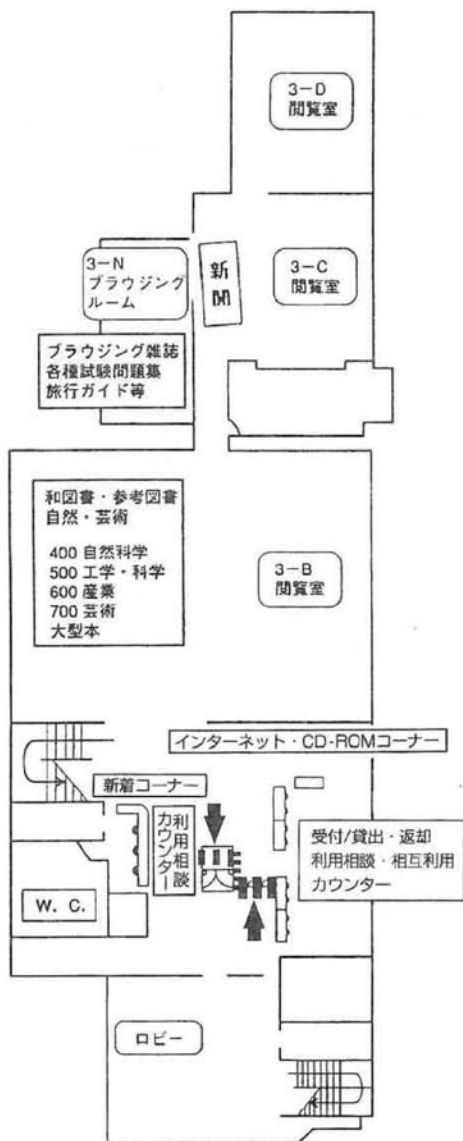 3-D
閲覧室
3-N
ブラウジング
ルーム
新聞
3-C
閲覧室
ブラウジング雑誌
各種試験問題集
旅行ガイド等
和図書・参考図書
自然・芸術
400 自然科学
500 工学・科学
600 産業
700 芸術
大型本
3-B
閲覧室
インターネット・CD-ROMコーナー
新着コーナー
利用相談
カウンター
受付/貸出・返却
利用相談・相互利用
カウンター
W. C.
ロビー